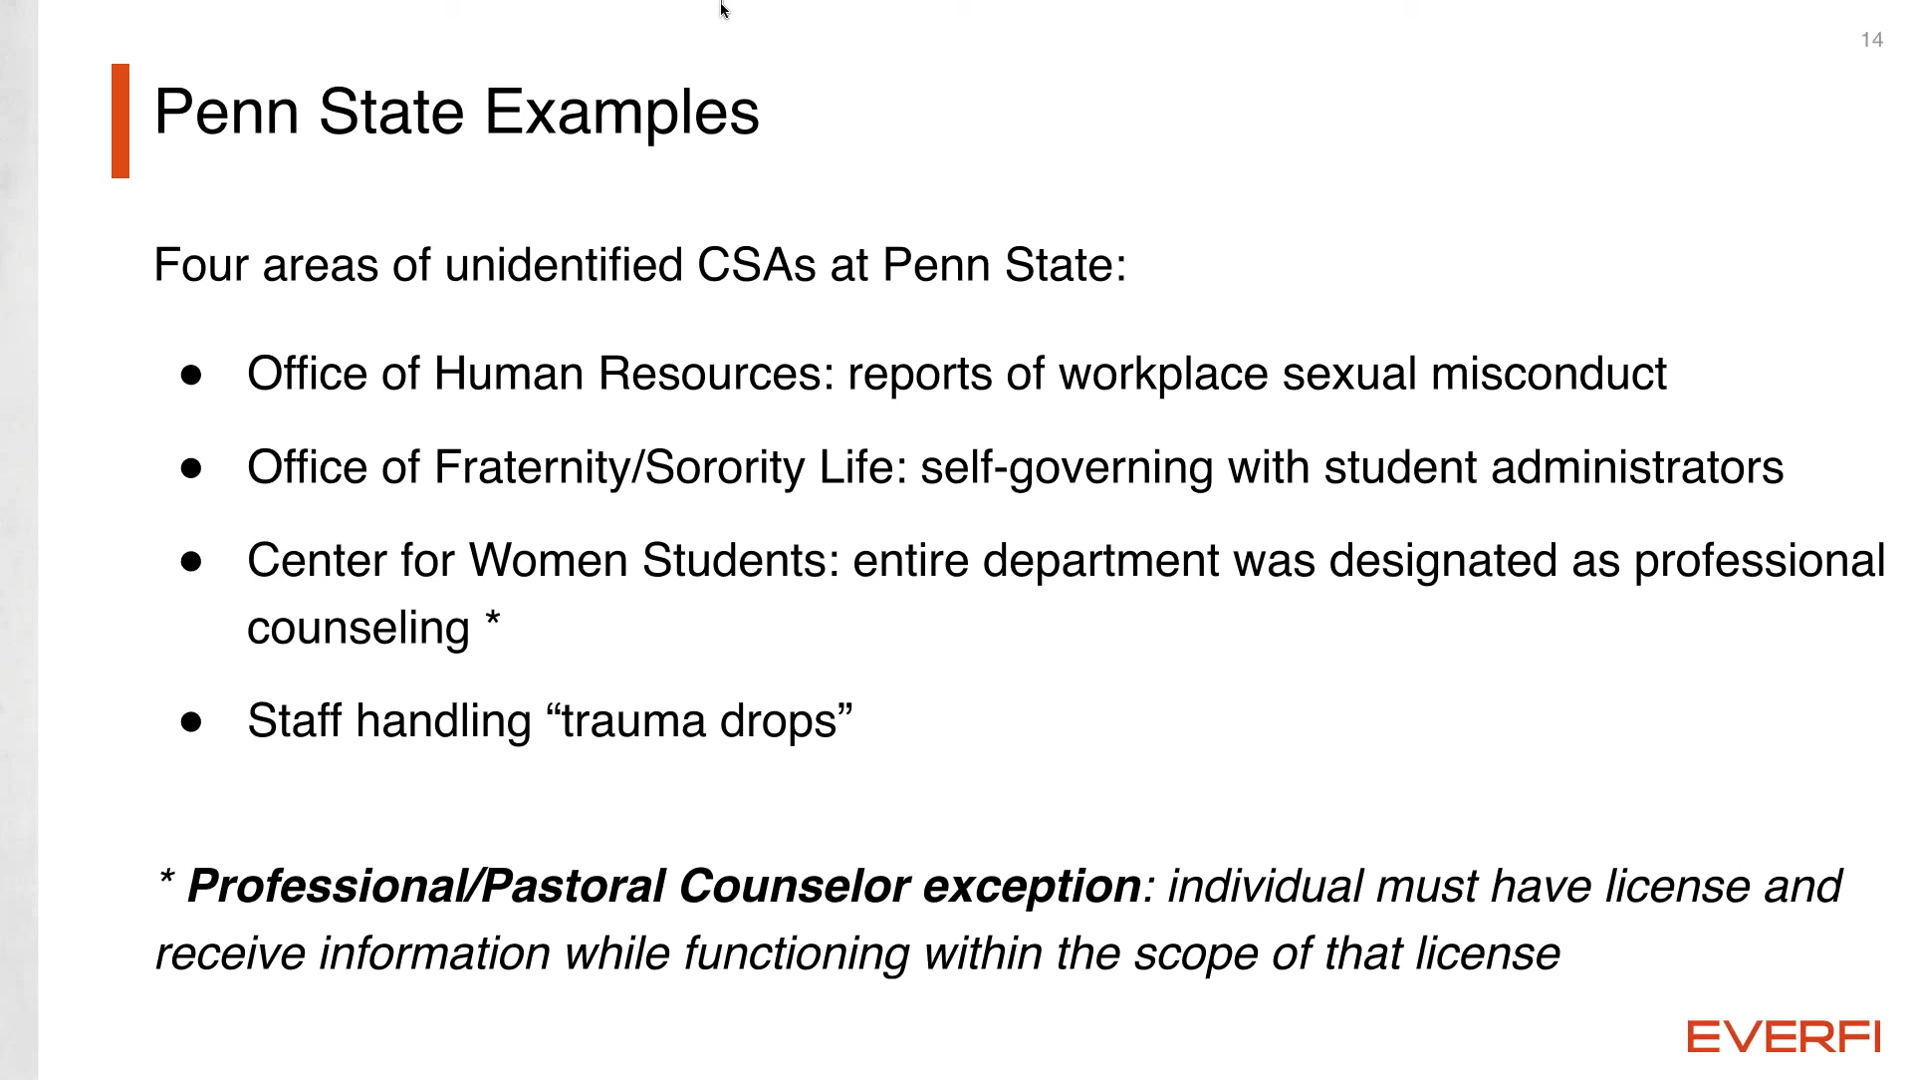 14
Penn State Examples
Four areas of unidentified CSAs at Penn State:
● Office of Human Resources: reports of workplace sexual misconduct
● Office of Fraternity/Sorority Life: self-governing with student administrators
● Center for Women Students: entire department was designated as professional
counseling *
● Staff handling “trauma drops”
* Professional/Pastoral Counselor exception: individual must have license and
receive information while functioning within the scope of that license
EVERFI